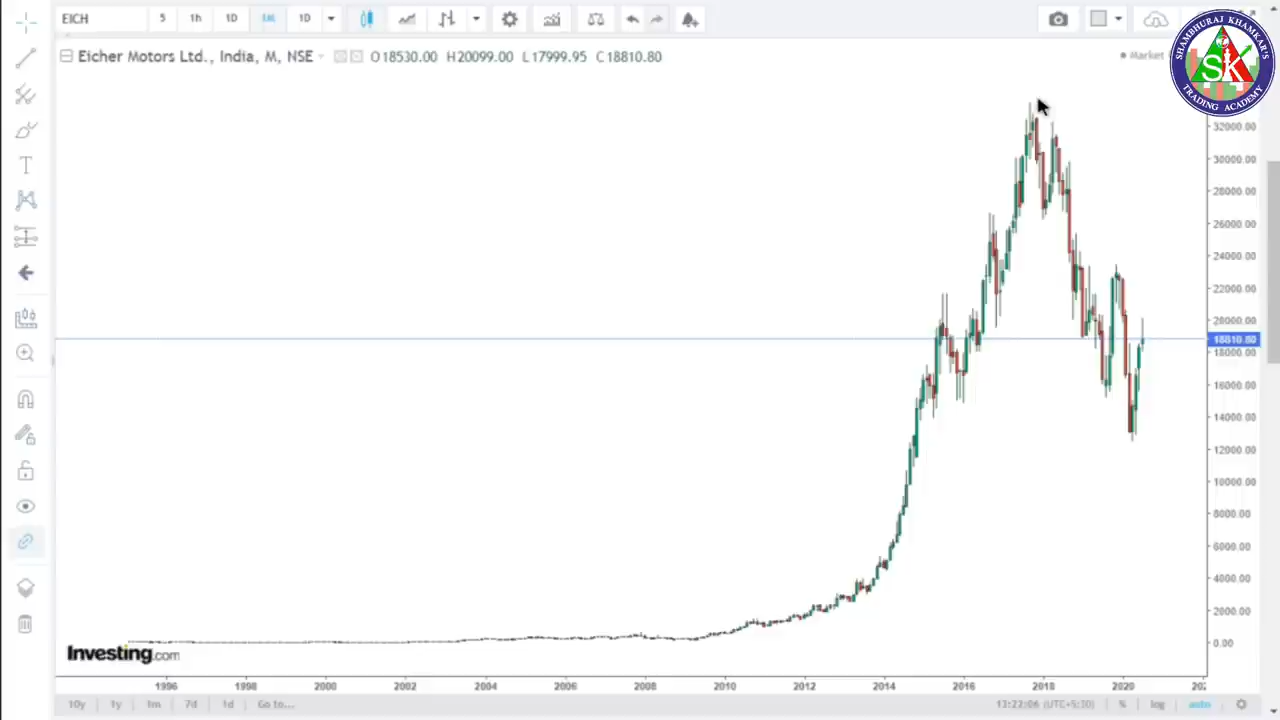 EICH 5 1h 1D 1M 1D
Eicher Motors Ltd., India, M, NSE O18530.00 H20099.00 L17999.95 C18810.80
Market
SHAMBHURAJ KHAMKAR'S
SK
TRADING ACADEMY
32000.00
30000.00
28000.00
26000.00
24000.00
22000.00
20000.00
18810.80
18000.00
16000.00
14000.00
12000.00
10000.00
8000.00
6000.00
4000.00
2000.00
0.00
T
Investing.com
1996 1998 2000 2002 2004 2006 2008 2010 2012 2014 2016 2018 2020
10y 1y 1m 7d 1d Go to... 13:22:06 (UTC+5:30) % log auto